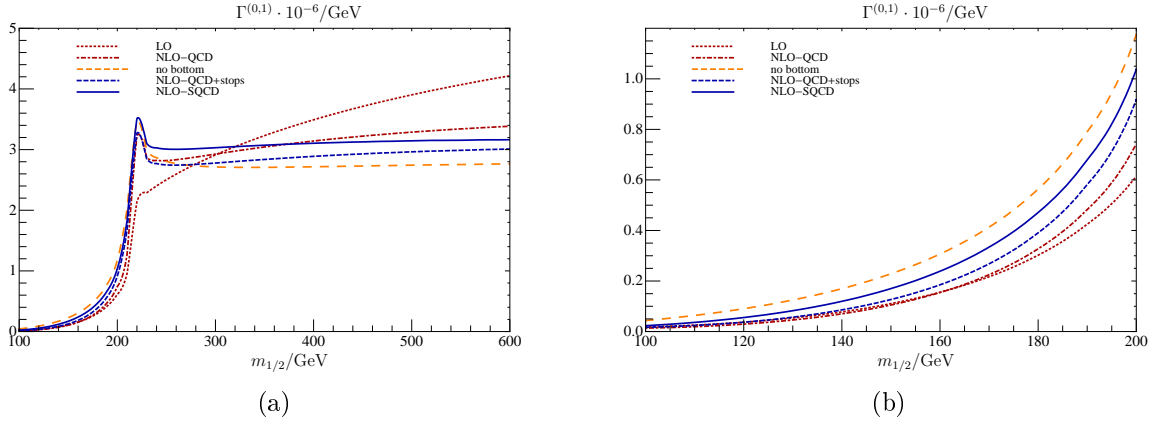 Γ(0,1) · 10−6/GeV
5
4
3
2
1
0
LO
NLO−QCD
no bottom
NLO−QCD+stops
NLO−SQCD
100 200 300 400 500 600
m1/2/GeV
(a)
Γ(0,1) · 10−6/GeV
1.0
0.8
0.6
0.4
0.2
0.0
LO
NLO−QCD
no bottom
NLO−QCD+stops
NLO−SQCD
100 120 140 160 180 200
m1/2/GeV
(b)